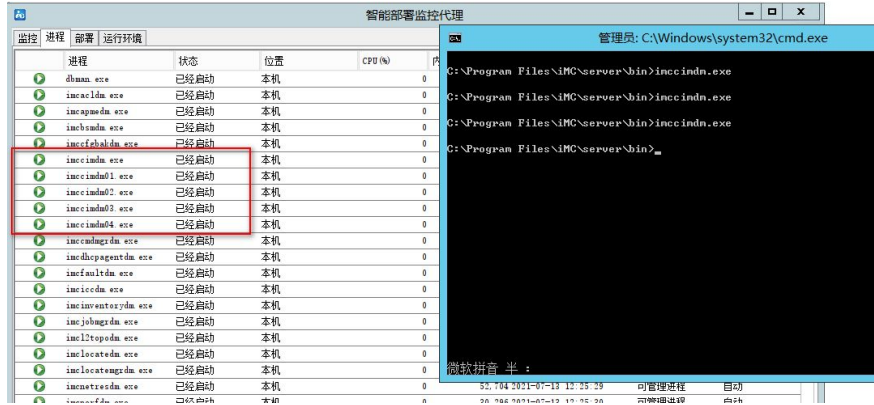 智能部署监控代理
监控 进程 部署 运行环境
进程 状态 位置 CPU(%)
dbman.exe 已经启动 本机 0
imcacldm.exe 已经启动 本机 0
imcapmedm.exe 已经启动 本机 0
imcbsmdm.exe 已经启动 本机 0
imccfgbakdm.exe 已经启动 本机 0
imccimdm.exe 已经启动 本机 0
imccimdm01.exe 已经启动 本机 0
imccimdm02.exe 已经启动 本机 0
imccimdm03.exe 已经启动 本机 0
imccimdm04.exe 已经启动 本机 0
imccmdmgrdm.exe 已经启动 本机 0
imcdhcpagentdm.exe 已经启动 本机 0
imcfaultdm.exe 已经启动 本机 0
imciccdm.exe 已经启动 本机 0
imcinventorydm.exe 已经启动 本机 0
imcjobmgrdm.exe 已经启动 本机 0
imcl2topodm.exe 已经启动 本机 0
imclocatedm.exe 已经启动 本机 0
imclocatemgrdm.exe 已经启动 本机 0
imcnetresdm.exe 已经启动 本机 0 52,704 2021-07-13 12:25:29 可管理进程 自动
imcperfdm.exe 已经启动 本机 0 30,296 2021-07-13 12:25:30 可管理进程 自动
管理员: C:\Windows\system32\cmd.exe
C:\Program Files\iMC\server\bin>imccimdm.exe
C:\Program Files\iMC\server\bin>imccimdm.exe
C:\Program Files\iMC\server\bin>imccimdm.exe
C:\Program Files\iMC\server\bin>_
微软拼音 半 :